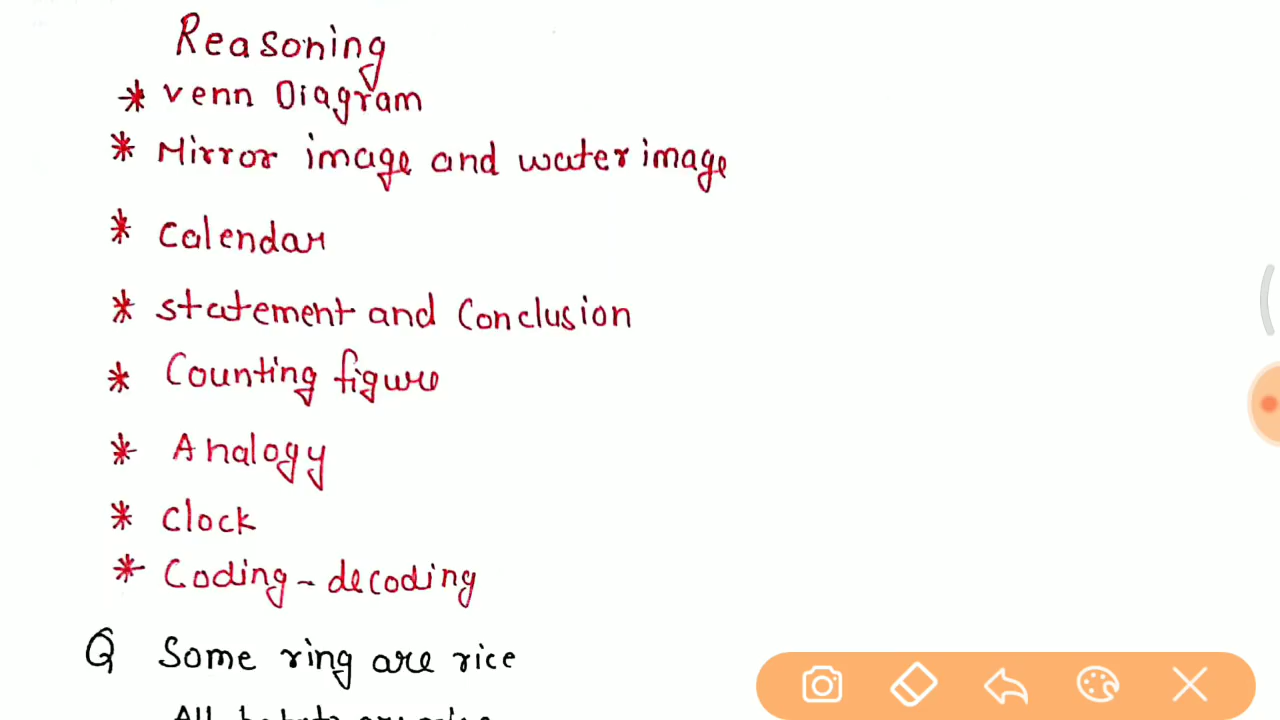 Reasoning
* Venn Diagram
* Mirror image and water image
* Calendar
* statement and Conclusion
* Counting figure
* Analogy
* Clock
* Coding - decoding
Q Some ring are rice
All